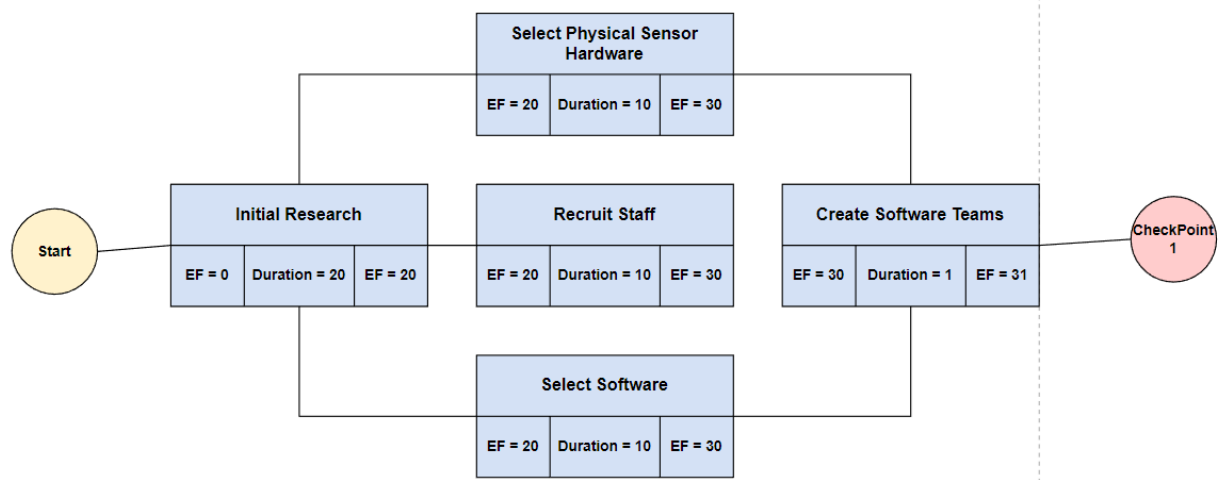 Select Physical Sensor
Hardware
EF = 20 Duration = 10 EF = 30
Start
Initial Research
EF = 0 Duration = 20 EF = 20
Recruit Staff
EF = 20 Duration = 10 EF = 30
Create Software Teams
EF = 30 Duration = 1 EF = 31
CheckPoint
1
Select Software
EF = 20 Duration = 10 EF = 30